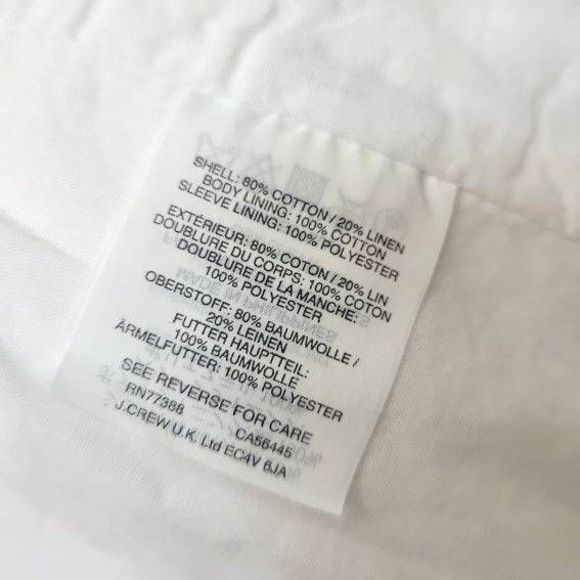 SHELL: 80% COTTON / 20% LINEN
BODY LINING: 100% COTTON
SLEEVE LINING: 100% POLYESTER
EXTÉRIEUR: 80% COTON / 20% LIN
DOUBLURE DU CORPS: 100% COTON
DOUBLURE DE LA MANCHE:
100% POLYESTER
OBERSTOFF: 80% BAUMWOLLE /
20% LEINEN
FUTTER HAUPTTEIL:
100% BAUMWOLLE
ÄRMELFUTTER: 100% POLYESTER
SEE REVERSE FOR CARE
RN77388 CA56445
J.CREW U.K. Ltd EC4V 6JA